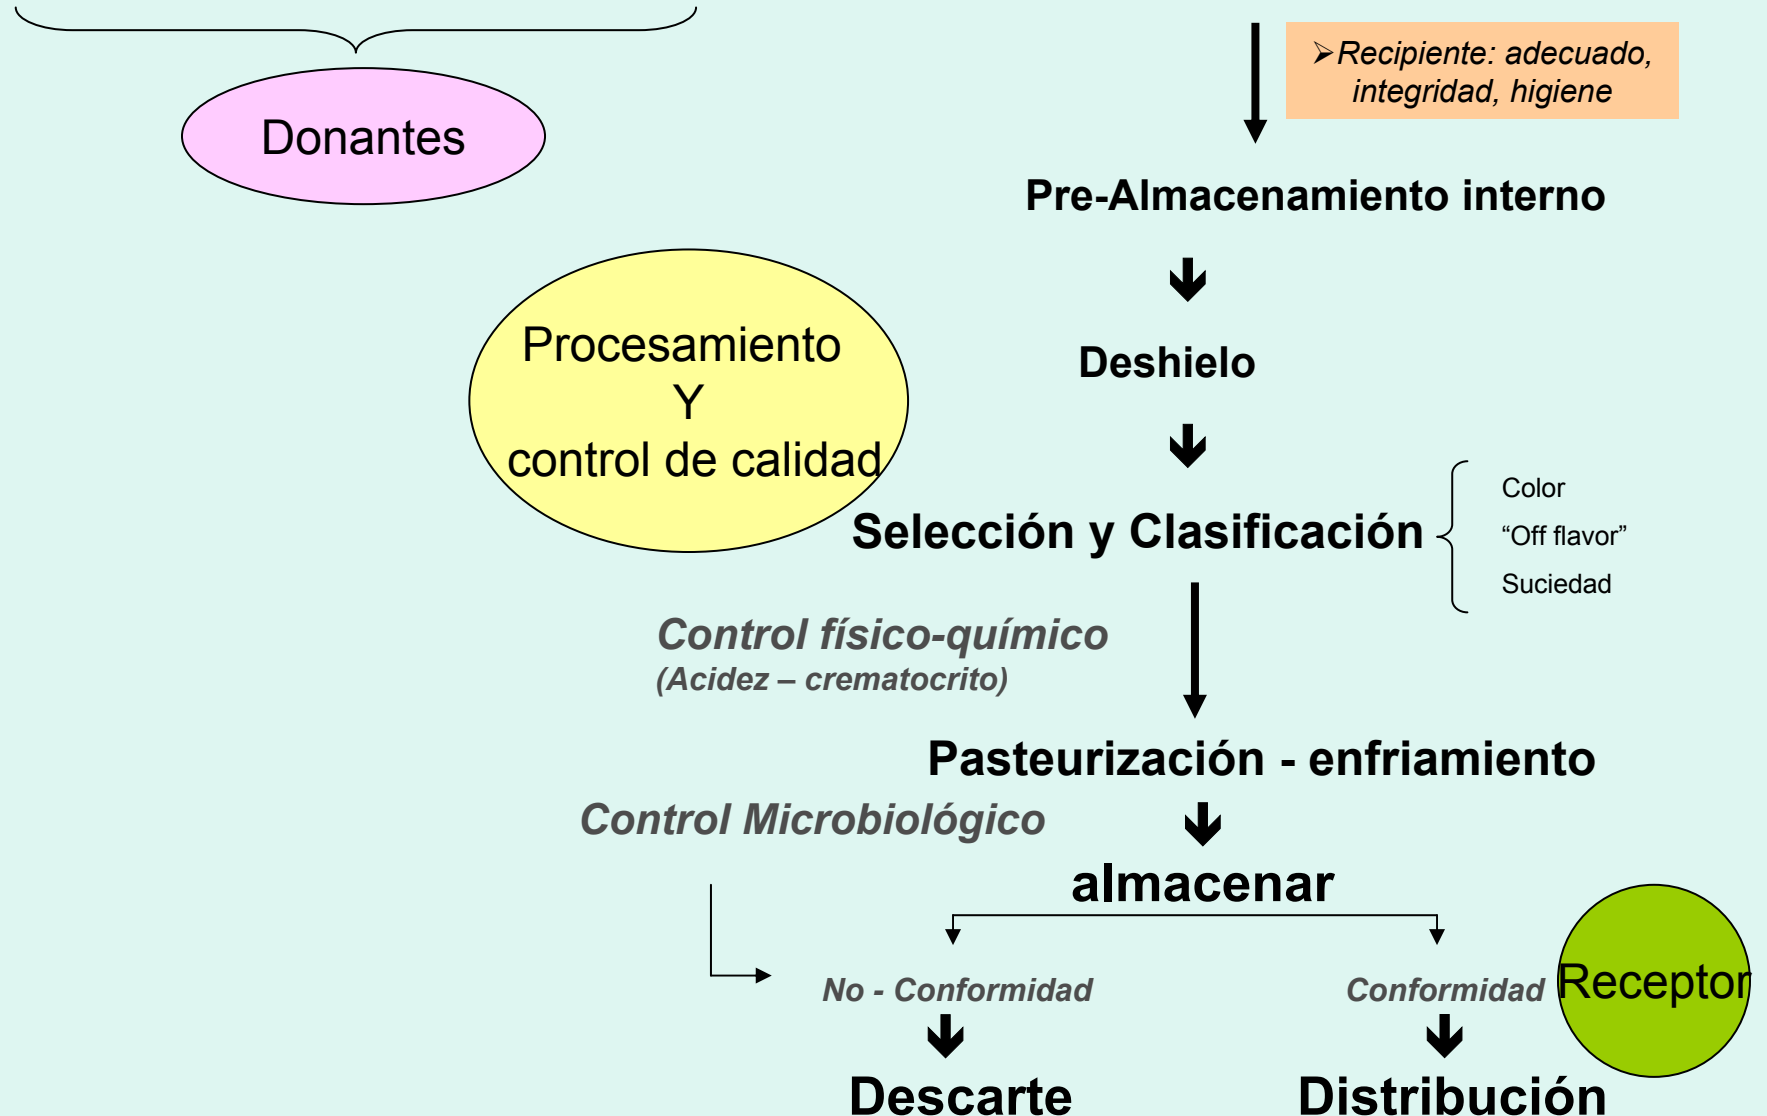 ➢Recipiente: adecuado,
integridad, higiene
Donantes
Pre-Almacenamiento interno
Procesamiento
Y
control de calidad
Deshielo
Selección y Clasificación
Color
“Off flavor”
Suciedad
Control físico-químico
(Acidez – crematocrito)
Pasteurización - enfriamiento
Control Microbiológico
almacenar
No - Conformidad
Conformidad
Receptor
Descarte
Distribución